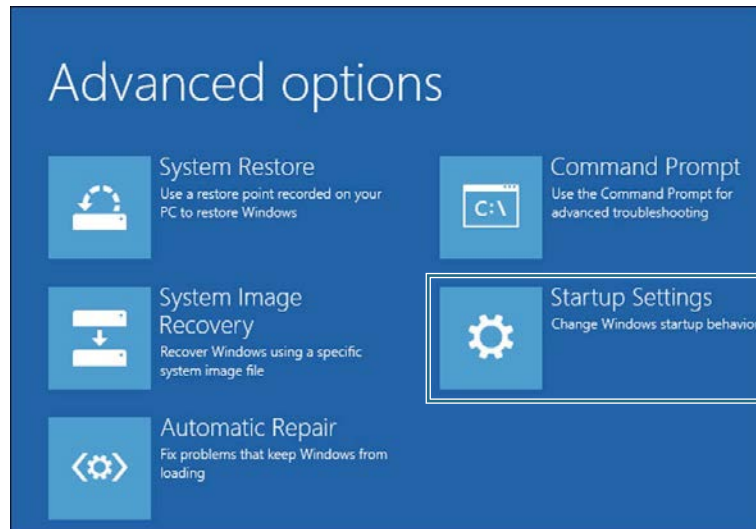 Advanced options
System Restore
Use a restore point recorded on your
PC to restore Windows
System Image
Recovery
Recover Windows using a specific
system image file
Automatic Repair
Fix problems that keep Windows from
loading
C:\
Command Prompt
Use the Command Prompt for
advanced troubleshooting
Startup Settings
Change Windows startup behavior